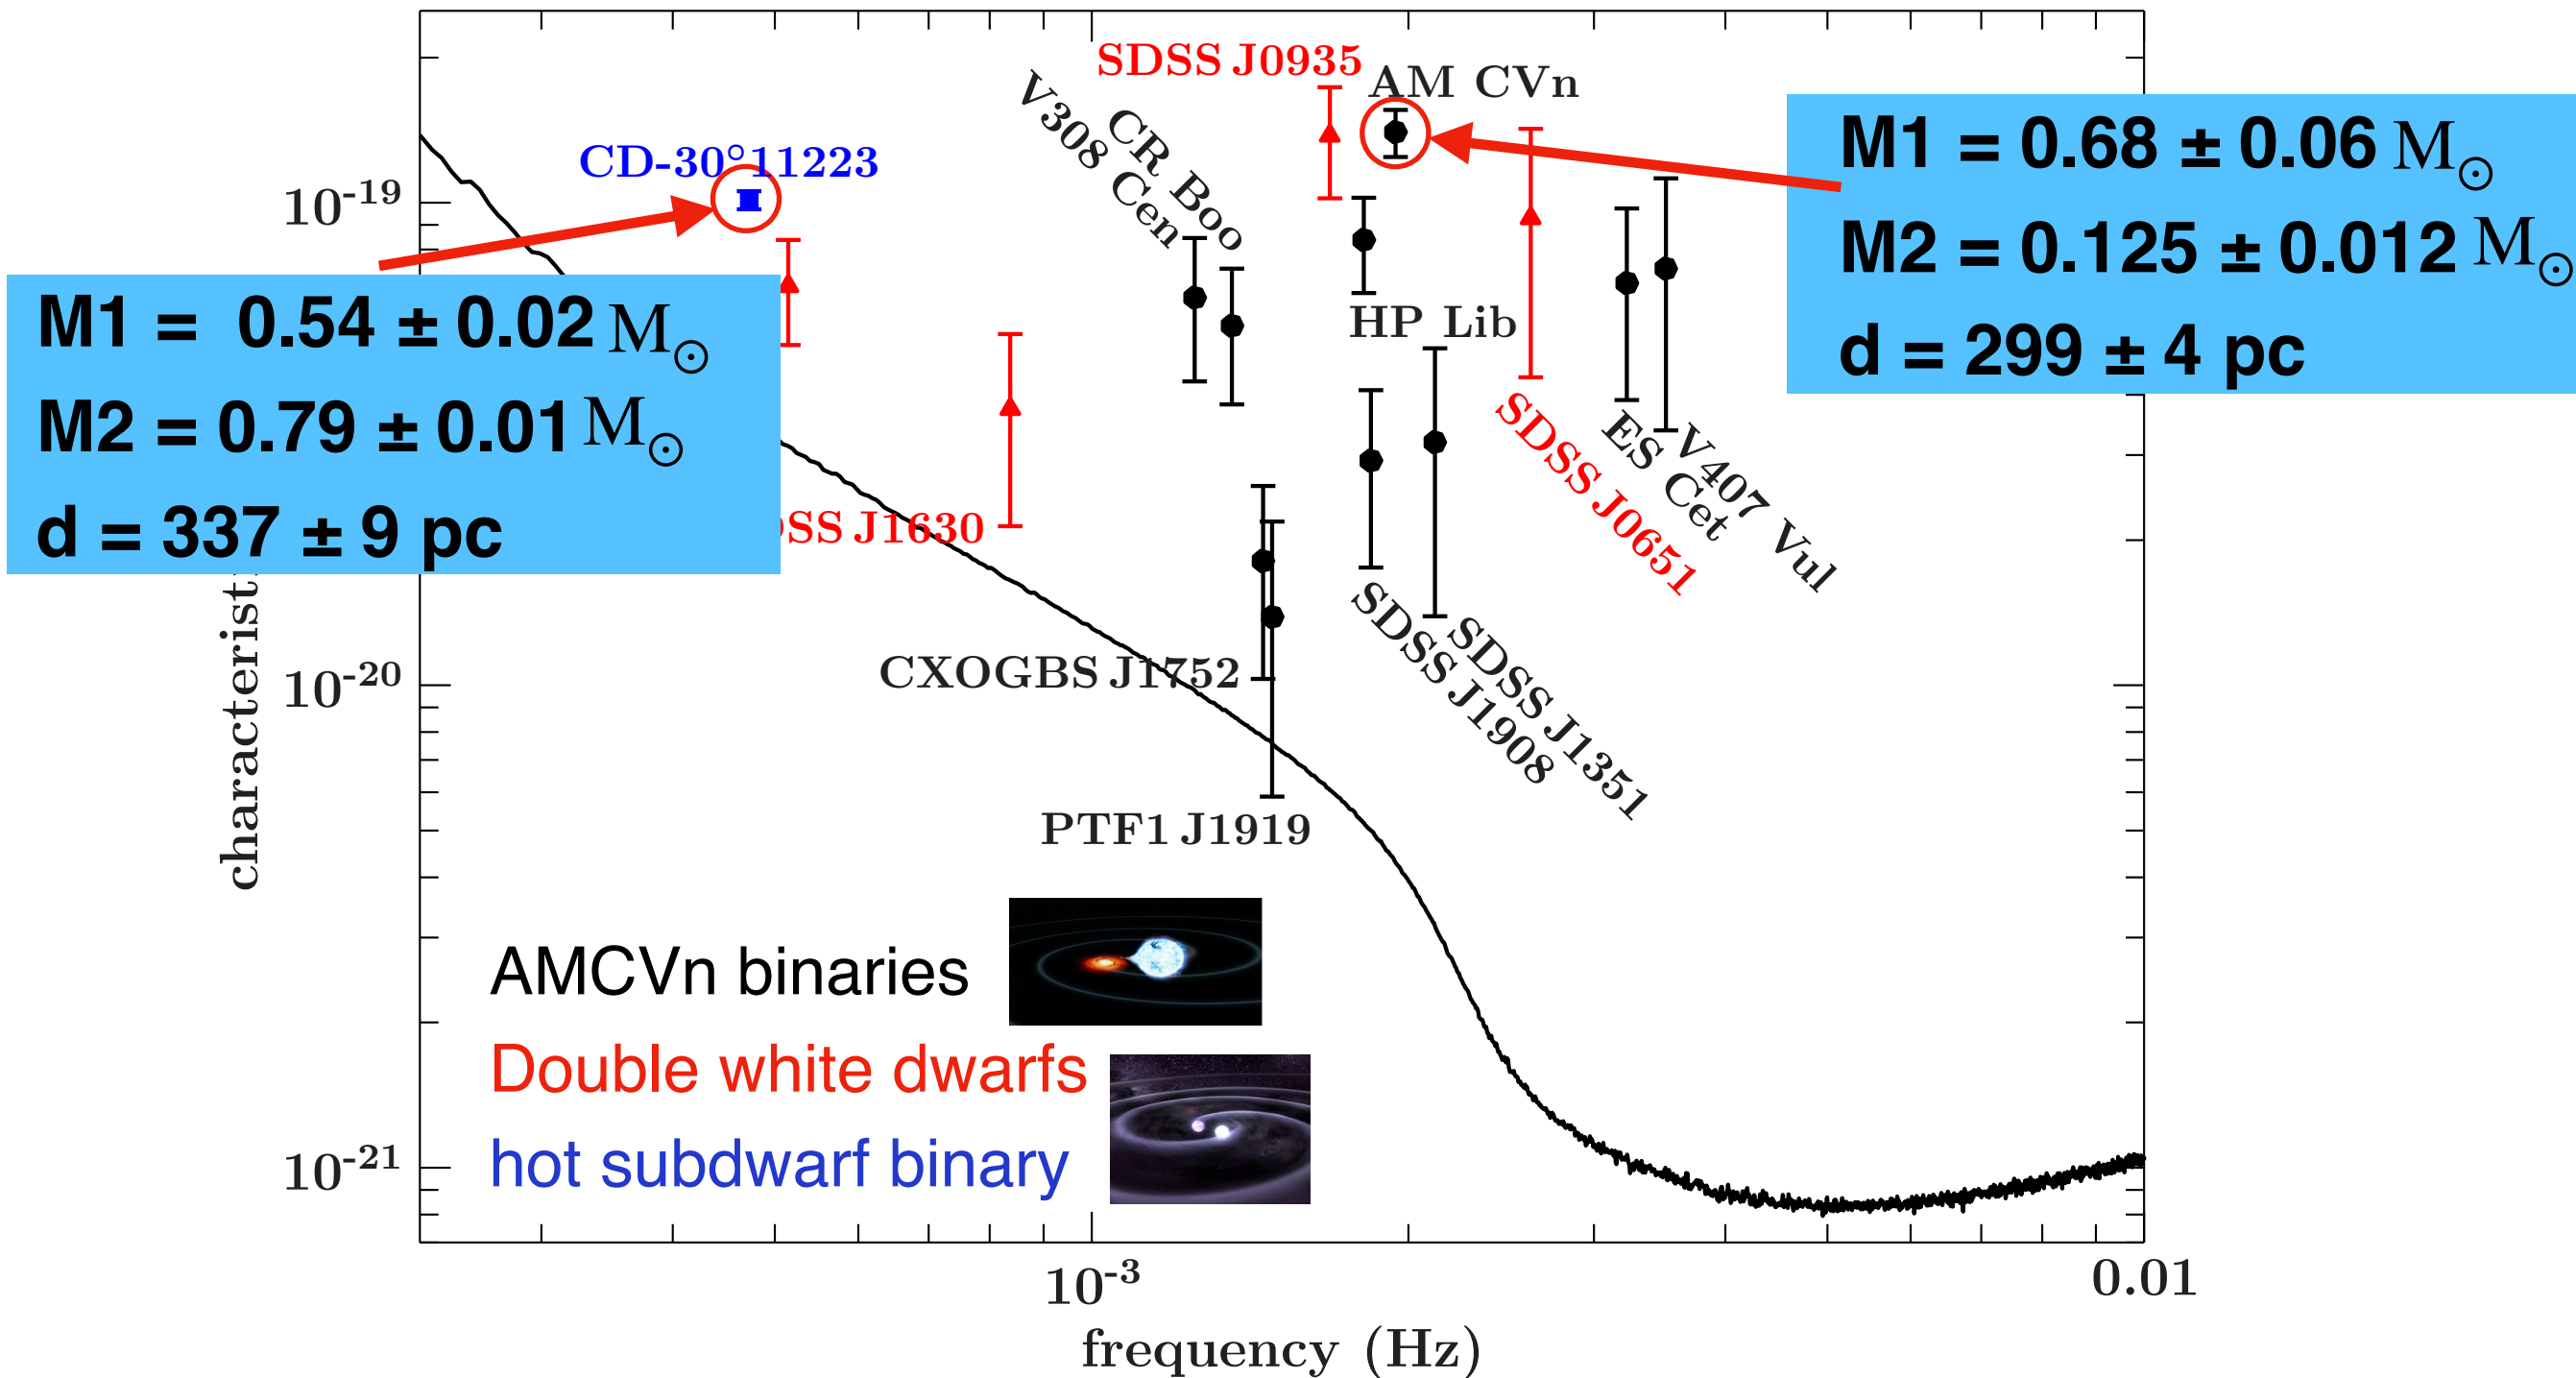 SDSS J0935
AM CVn
V308 Cen
CR Boo
CD-30°11223
M1 = 0.68 ± 0.06 M⊙
M2 = 0.125 ± 0.012 M⊙
d = 299 ± 4 pc
10-19
M1 = 0.54 ± 0.02 M⊙
M2 = 0.79 ± 0.01 M⊙
d = 337 ± 9 pc
HP Lib
SDSS J0651
ES Cet
V407 Vul
J1630
CXOGBS J1752
SDSS J1908
SDSS J1351
10-20
PTF1 J1919
AMCVn binaries
Double white dwarfs
hot subdwarf binary
10-21
10-3
0.01
frequency (Hz)